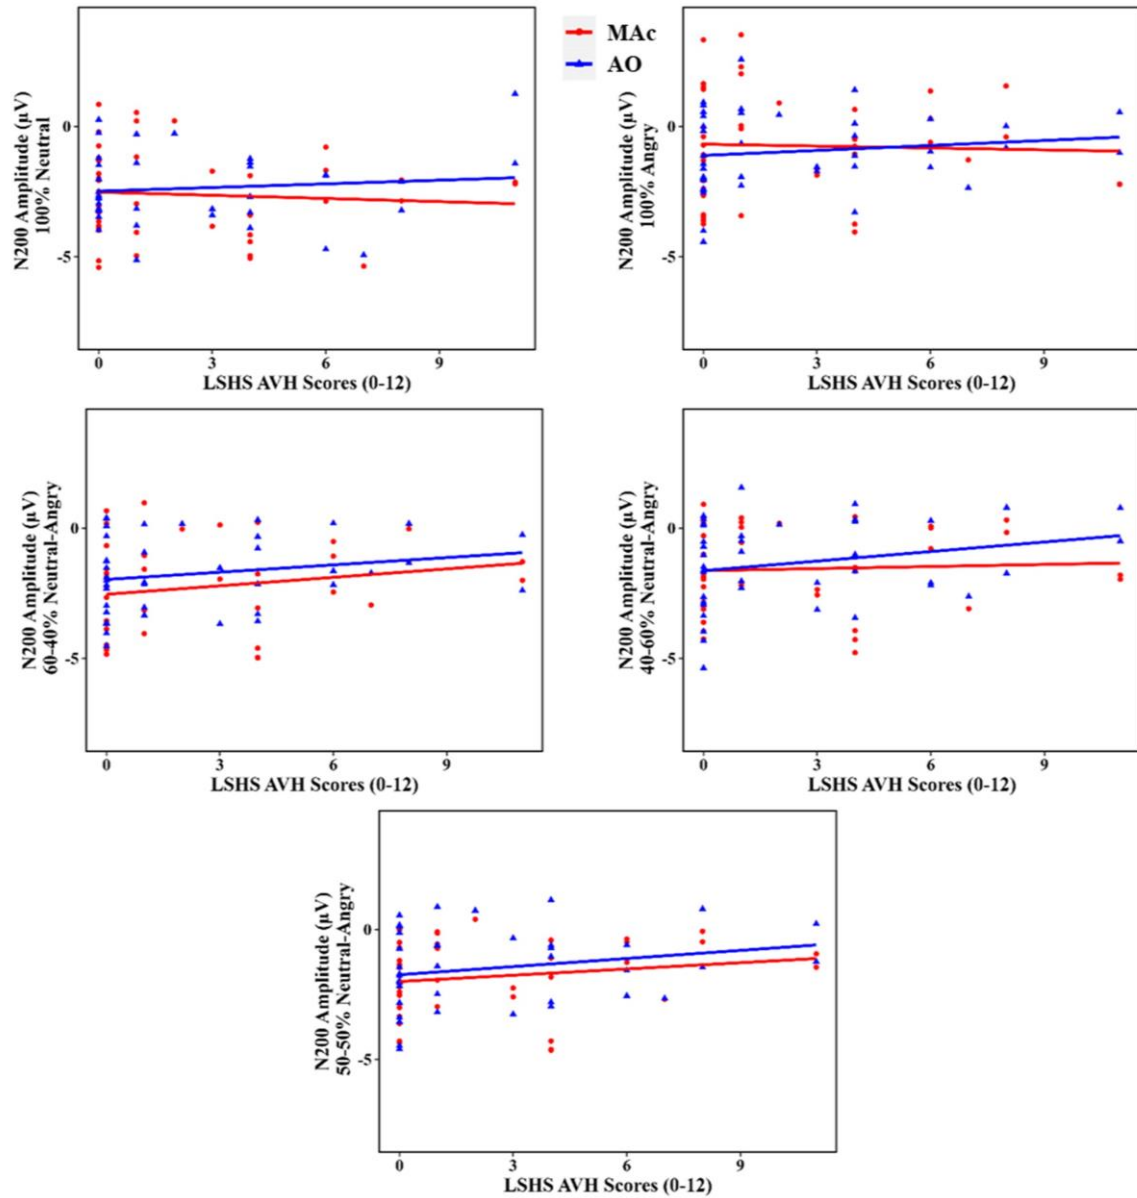 MAc
AO
N200 Amplitude (µV)
100% Neutral
0
-5
0 3 6 9
LSHS AVH Scores (0-12)
N200 Amplitude (µV)
100% Angry
0
-5
0 3 6 9
LSHS AVH Scores (0-12)
N200 Amplitude (µV)
60-40% Neutral-Angry
0
-5
0 3 6 9
LSHS AVH Scores (0-12)
N200 Amplitude (µV)
40-60% Neutral-Angry
0
-5
0 3 6 9
LSHS AVH Scores (0-12)
N200 Amplitude (µV)
50-50% Neutral-Angry
0
-5
0 3 6 9
LSHS AVH Scores (0-12)